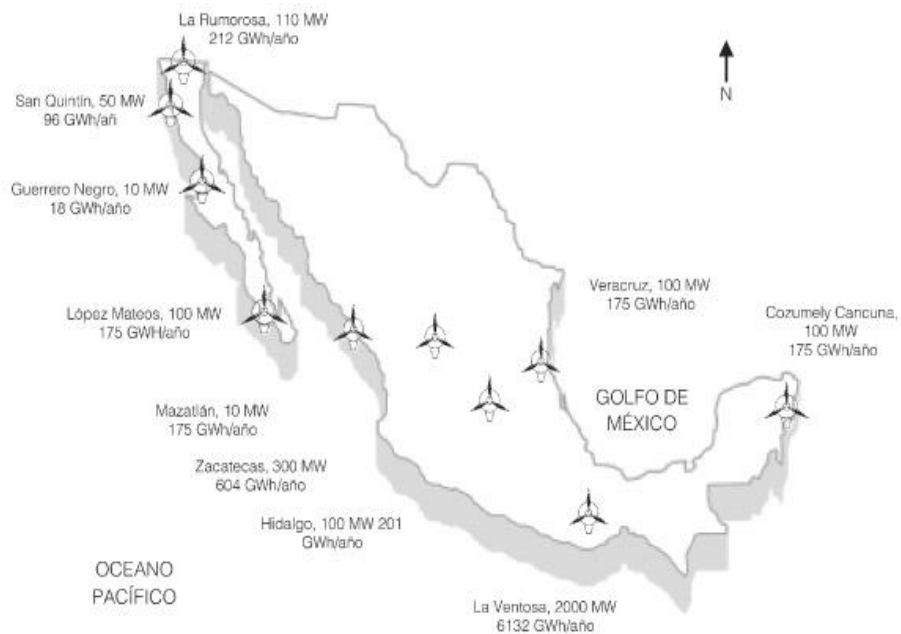 La Rumorosa, 110 MW
212 GWh/año
N
San Quintín, 50 MW
96 GWh/añ
Guerrero Negro, 10 MW
18 GWh/año
López Mateos, 100 MW
175 GWH/año
Veracruz, 100 MW
175 GWh/año
Cozumely Cancuna,
100 MW
175 GWh/año
Mazatlán, 10 MW
175 GWh/año
GOLFO DE
MÉXICO
Zacatecas, 300 MW
604 GWh/año
Hidalgo, 100 MW 201
GWh/año
OCEANO
PACÍFICO
La Ventosa, 2000 MW
6132 GWh/año